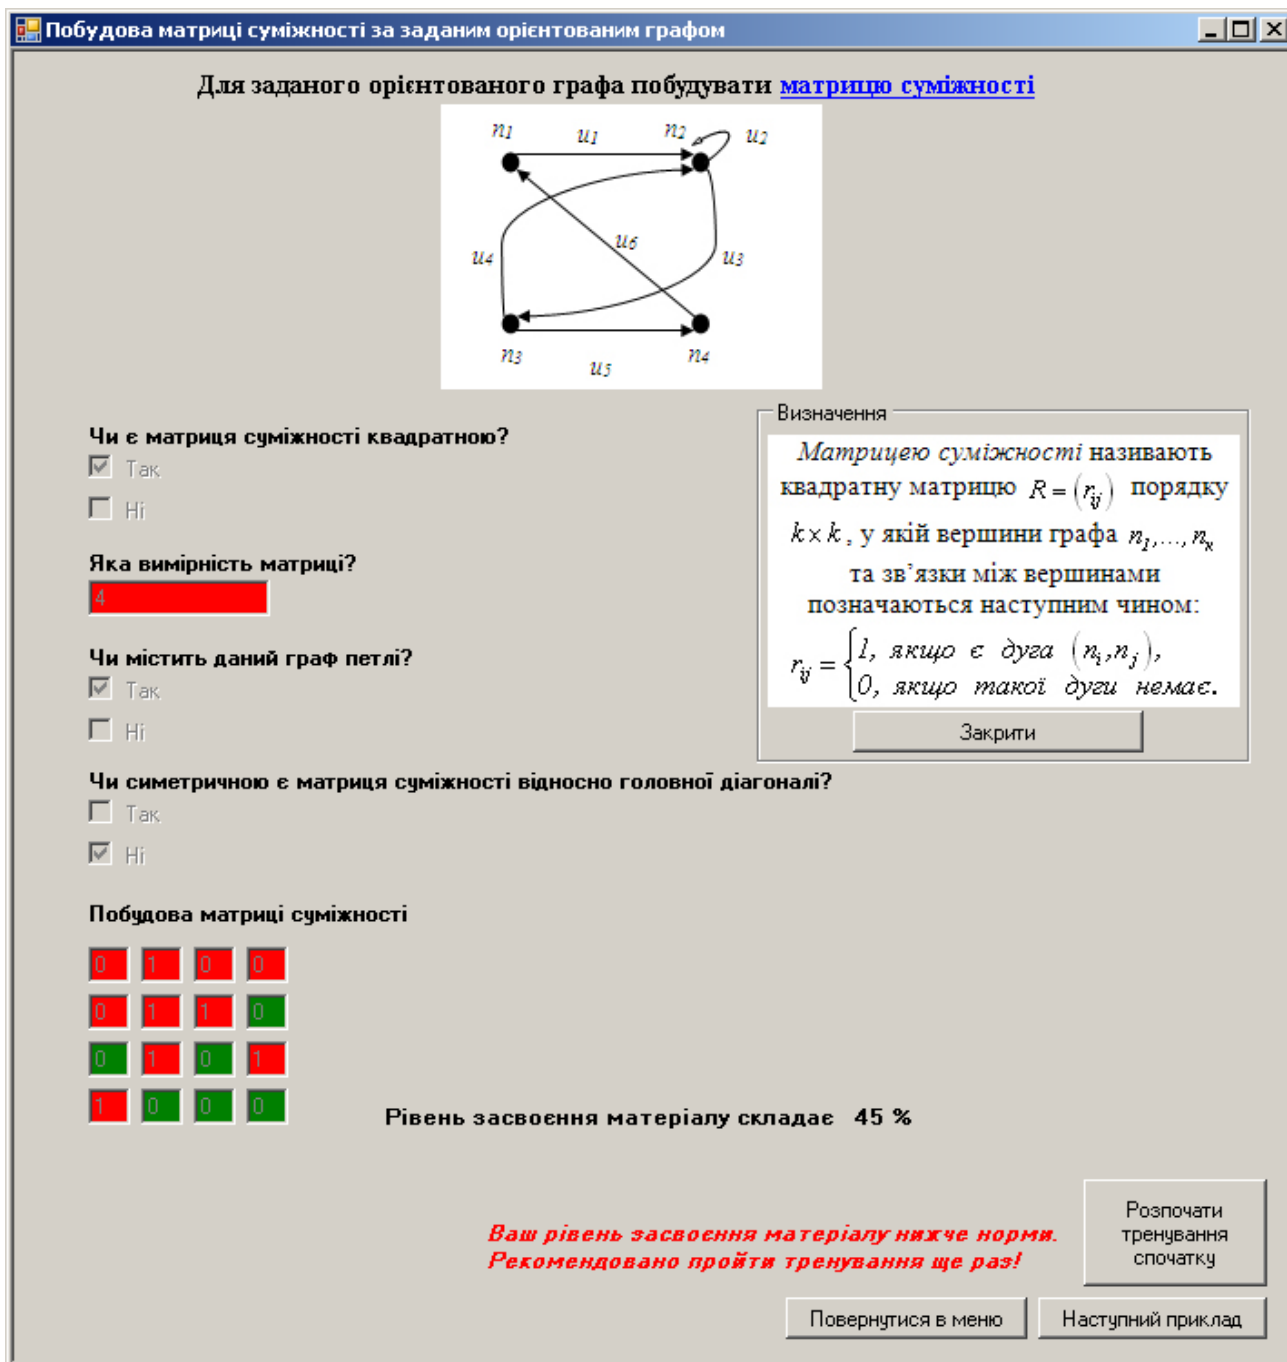 Побудова матриці суміжності за заданим орієнтованим графом
Для заданого орієнтованого графа побудувати матрицю суміжності
n1 u1 n2 u2
u4 u6 u3
n3 u5 n4
Чи є матриця суміжності квадратною?
Так
Ні
Яка вимірність матриці?
4
Чи містить даний граф петлі?
Так
Ні
Визначення
Матрицею суміжності називають
квадратну матрицю R = (r_ij) порядку
k × k, у якій вершини графа n_1,...,n_к
та зв’язки між вершинами
позначаються наступним чином:
r_ij = { 1, якщо є дуга (n_i,n_j),
0, якщо такої дуги немає.
Закрити
Чи симетричною є матриця суміжності відносно головної діагоналі?
Так
Ні
Побудова матриці суміжності
0 1 0 0
0 1 1 0
0 1 0 1
1 0 0 0
Рівень засвоєння матеріалу складає 45 %
Ваш рівень засвоєння матеріалу нижче норми.
Рекомендовано пройти тренування ще раз!
Розпочати
тренування
спочатку
Повернутися в меню
Наступний приклад